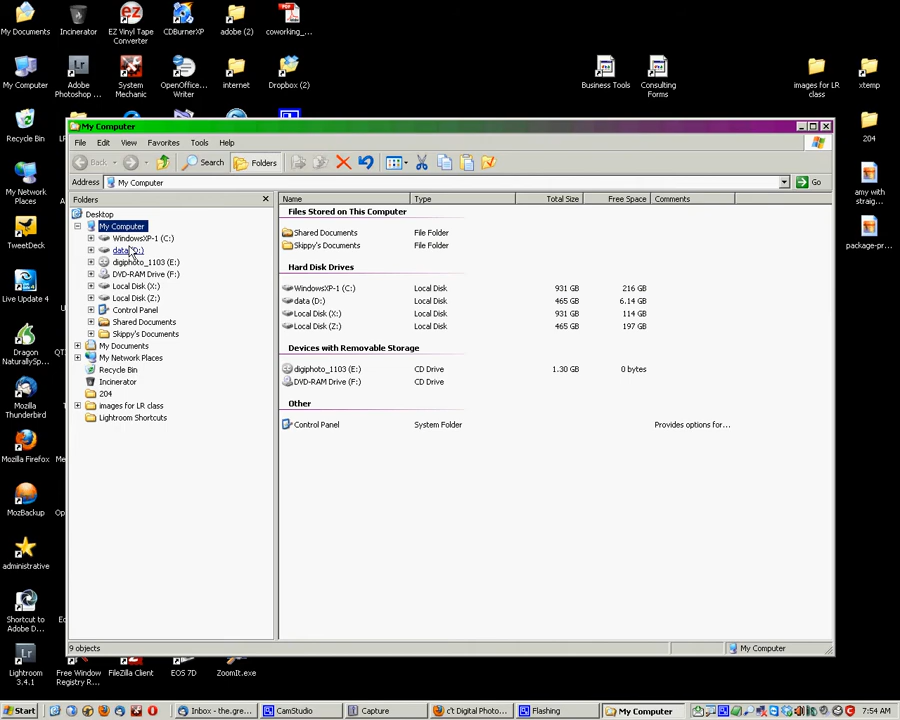 My Documents
Incinerator
EZ Vinyl Tape Converter
CDBurnerXP
adobe (2)
coworking_...
My Computer
Adobe Photoshop ...
System Mechanic
OpenOffice... Writer
internet
Dropbox (2)
Business Tools
Consulting Forms
images for LR class
xtemp
Recycle Bin
204
My Network Places
amy with straig...
TweetDeck
package-pr...
Live Update 4
Dragon NaturallySp...
Mozilla Thunderbird
Mozilla Firefox
MozBackup
administrative
Shortcut to Adobe D...
Lightroom 3.4.1
Free Window Registry R...
FileZilla Client
EOS 7D
ZoomIt.exe
My Computer
File Edit View Favorites Tools Help
Back Search Folders
Address My Computer Go
Folders
Desktop
My Computer
WindowsXP-1 (C:)
data (D:)
digiphoto_1103 (E:)
DVD-RAM Drive (F:)
Local Disk (X:)
Local Disk (Z:)
Control Panel
Shared Documents
Skippy's Documents
My Documents
My Network Places
Recycle Bin
Incinerator
204
images for LR class
Lightroom Shortcuts
Name Type Total Size Free Space Comments
Files Stored on This Computer
Shared Documents File Folder
Skippy's Documents File Folder
Hard Disk Drives
WindowsXP-1 (C:) Local Disk 931 GB 216 GB
data (D:) Local Disk 465 GB 6.14 GB
Local Disk (X:) Local Disk 931 GB 114 GB
Local Disk (Z:) Local Disk 465 GB 197 GB
Devices with Removable Storage
digiphoto_1103 (E:) CD Drive 1.30 GB 0 bytes
DVD-RAM Drive (F:) CD Drive
Other
Control Panel System Folder Provides options for...
9 objects My Computer
Start Inbox - the.gre... CamStudio Capture c't Digital Photo... Flashing My Computer 7:54 AM